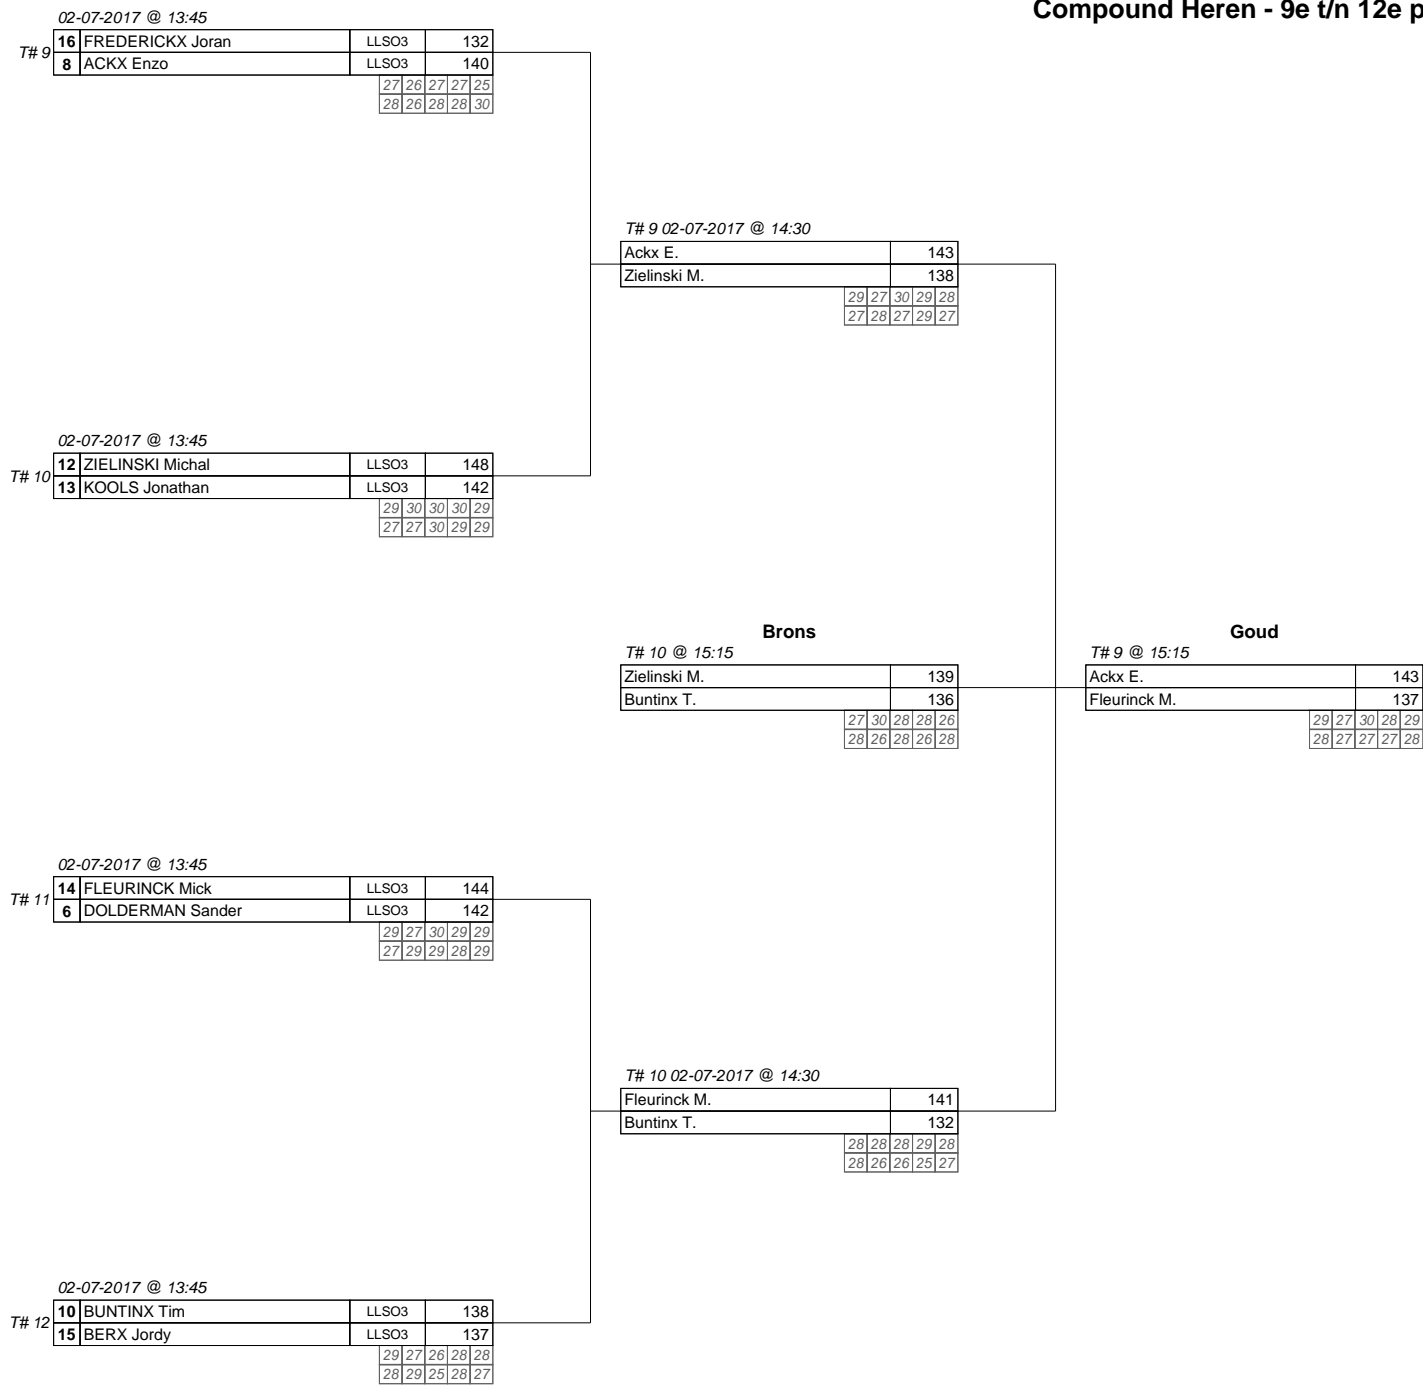 Compound Heren - 9e t/n 12e p
02-07-2017 @ 13:45
T# 9
16 FREDERICKX Joran LLSO3 132
8 ACKX Enzo LLSO3 140
27 26 27 27 25
28 26 28 28 30
T# 9 02-07-2017 @ 14:30
Ackx E. 143
Zielinski M. 138
29 27 30 29 28
27 28 27 29 27
02-07-2017 @ 13:45
T# 10
12 ZIELINSKI Michal LLSO3 148
13 KOOLS Jonathan LLSO3 142
29 30 30 30 29
27 27 30 29 29
Brons
T# 10 @ 15:15
Zielinski M. 139
Buntinx T. 136
27 30 28 28 26
28 26 28 26 28
Goud
T# 9 @ 15:15
Ackx E. 143
Fleurinck M. 137
29 27 30 28 29
28 27 27 27 28
02-07-2017 @ 13:45
T# 11
14 FLEURINCK Mick LLSO3 144
6 DOLDERMAN Sander LLSO3 142
29 27 30 29 29
27 29 29 28 29
T# 10 02-07-2017 @ 14:30
Fleurinck M. 141
Buntinx T. 132
28 28 28 29 28
28 26 26 25 27
02-07-2017 @ 13:45
T# 12
10 BUNTINX Tim LLSO3 138
15 BERX Jordy LLSO3 137
29 27 26 28 28
28 29 25 28 27